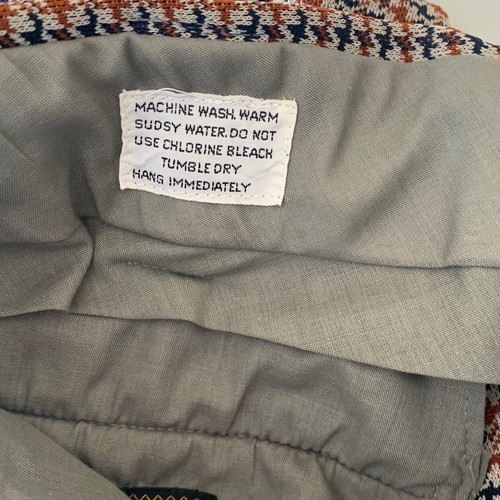 MACHINE WASH. WARM
SUDSY WATER. DO NOT
USE CHLORINE BLEACH
TUMBLE DRY
HANG IMMEDIATELY